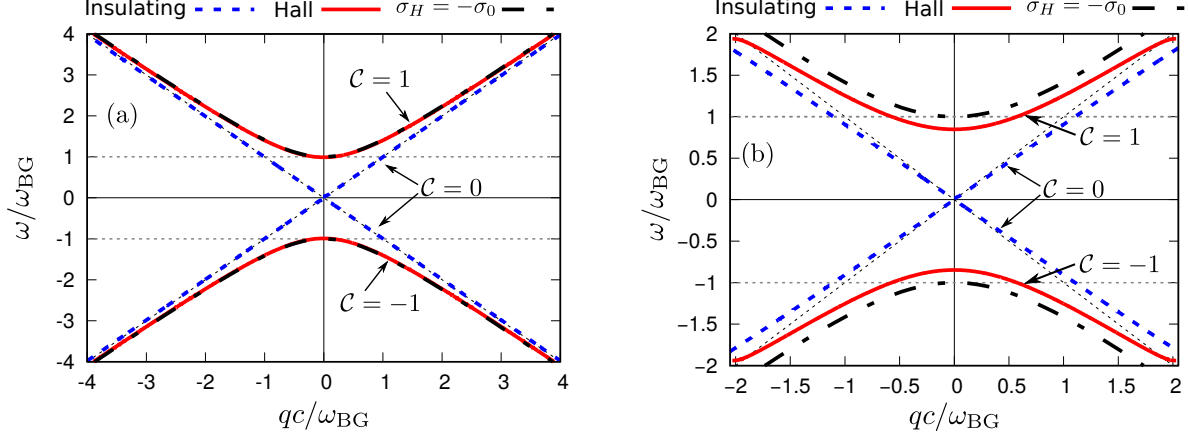 Insulating Hall σ_H = −σ_0
4
3
2
1
0
-1
-2
-3
-4
ω/ω_BG
(a)
C = 1
C = 0
C = −1
-4 -3 -2 -1 0 1 2 3 4
qc/ω_BG
Insulating Hall σ_H = −σ_0
2
1.5
1
0.5
0
−0.5
−1
−1.5
−2
ω/ω_BG
(b)
C = 1
C = 0
C = −1
-2 -1.5 -1 -0.5 0 0.5 1 1.5 2
qc/ω_BG